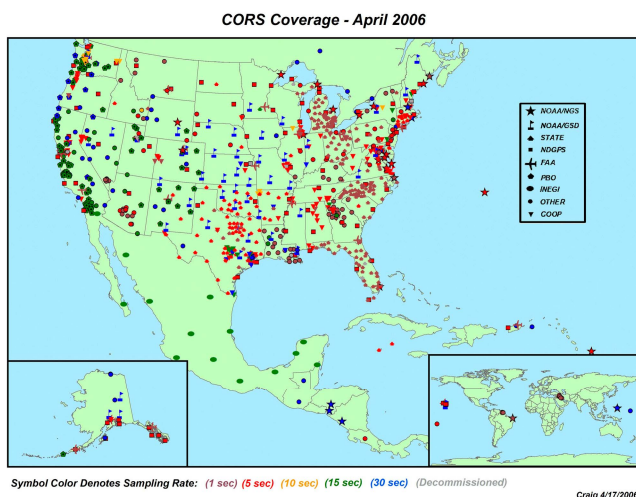 CORS Coverage - April 2006
NOAA/NGS
NOAA/GSD
STATE
NDGPS
FAA
PBO
INEGI
OTHER
COOP
Symbol Color Denotes Sampling Rate: (1 sec) (5 sec) (10 sec) (15 sec) (30 sec) (Decommissioned)
Craig 4/17/2006